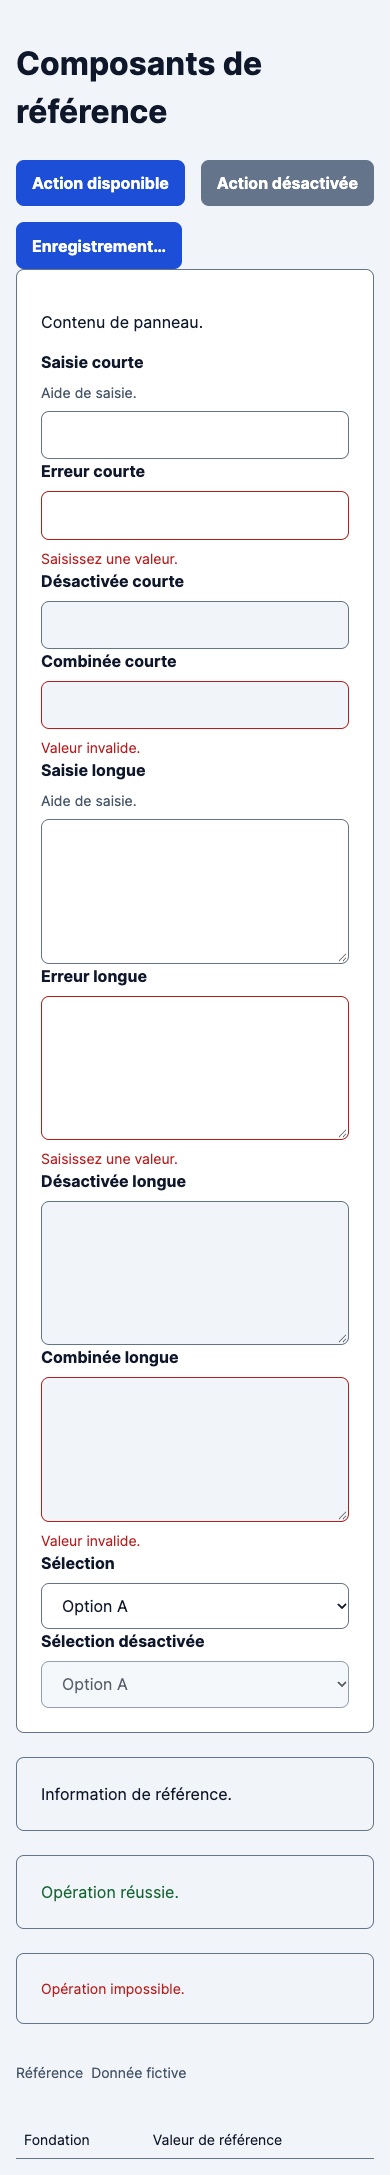 Composants de
référence
Action disponible
Action désactivée
Enregistrement…
Contenu de panneau.
Saisie courte
Aide de saisie.
Erreur courte
Saisissez une valeur.
Désactivée courte
Combinée courte
Valeur invalide.
Saisie longue
Aide de saisie.
Erreur longue
Saisissez une valeur.
Désactivée longue
Combinée longue
Valeur invalide.
Sélection
Option A
Sélection désactivée
Option A
Information de référence.
Opération réussie.
Opération impossible.
Référence Donnée fictive
Fondation Valeur de référence